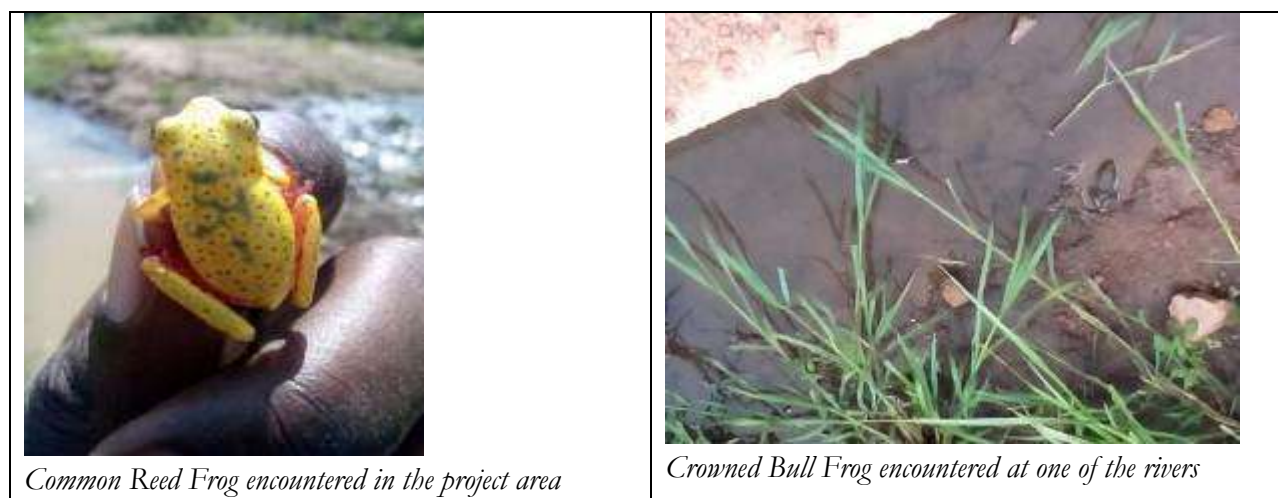 Common Reed Frog encountered in the project area
Crowned Bull Frog encountered at one of the rivers